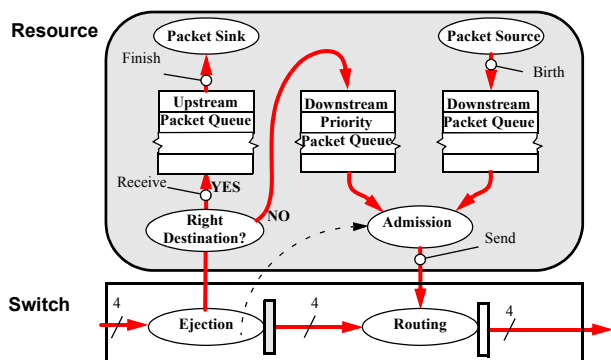 Resource
Packet Sink
Packet Source
Finish
Birth
Upstream
Packet Queue
Downstream
Priority
Packet Queue
Downstream
Packet Queue
Receive
YES
NO
Right
Destination?
Admission
Send
Switch
4
Ejection
4
Routing
4